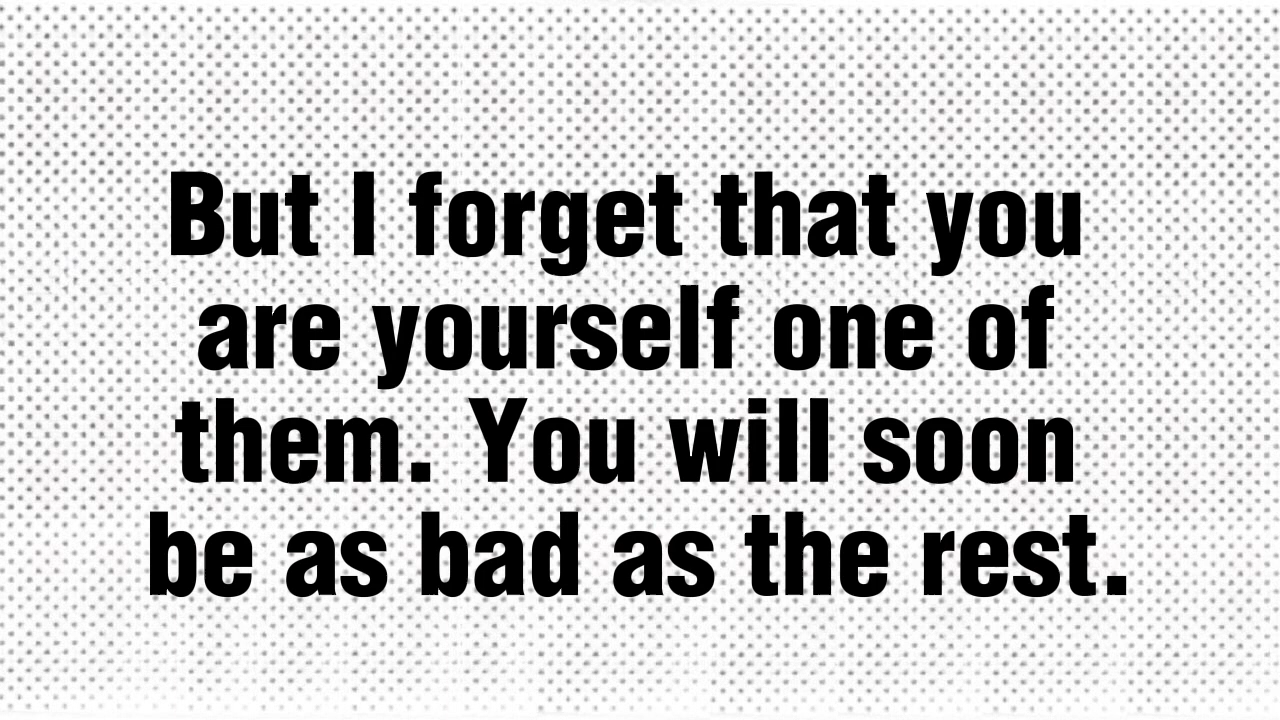 But I forget that you
are yourself one of
them. You will soon
be as bad as the rest.